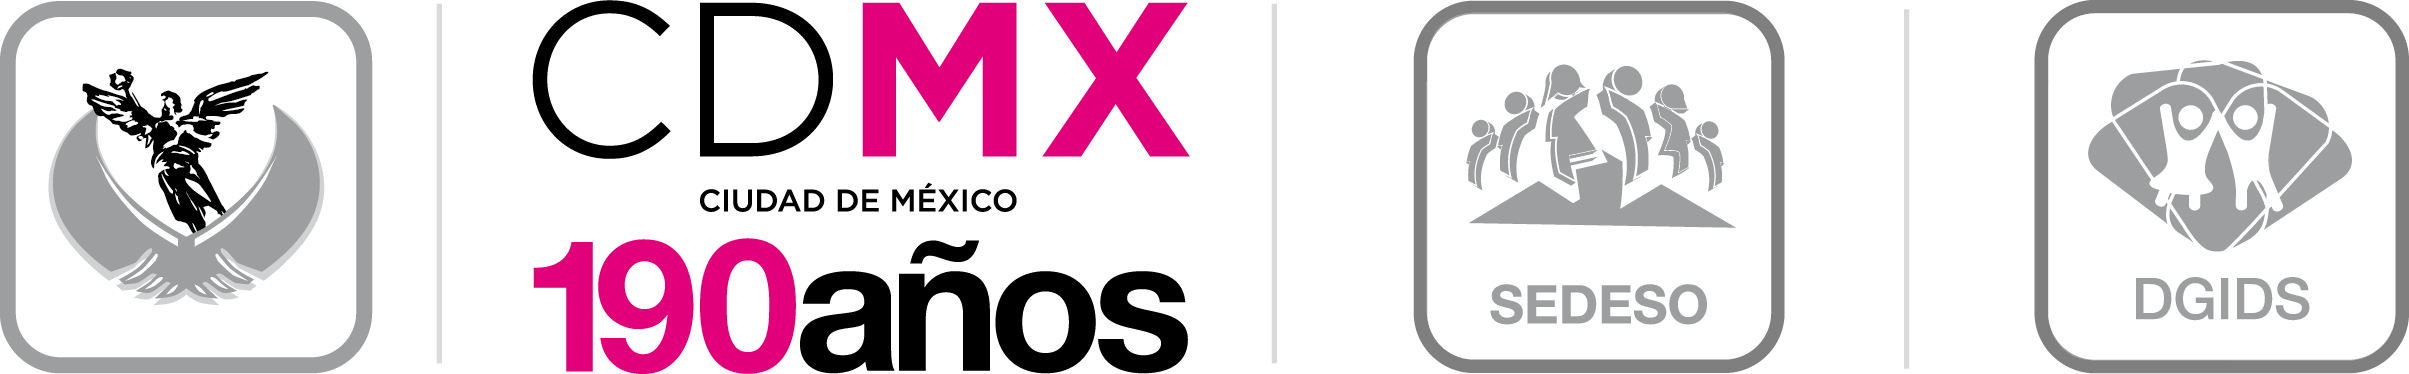 CDMX
CIUDAD DE MÉXICO
190años
SEDESO
DGIDS